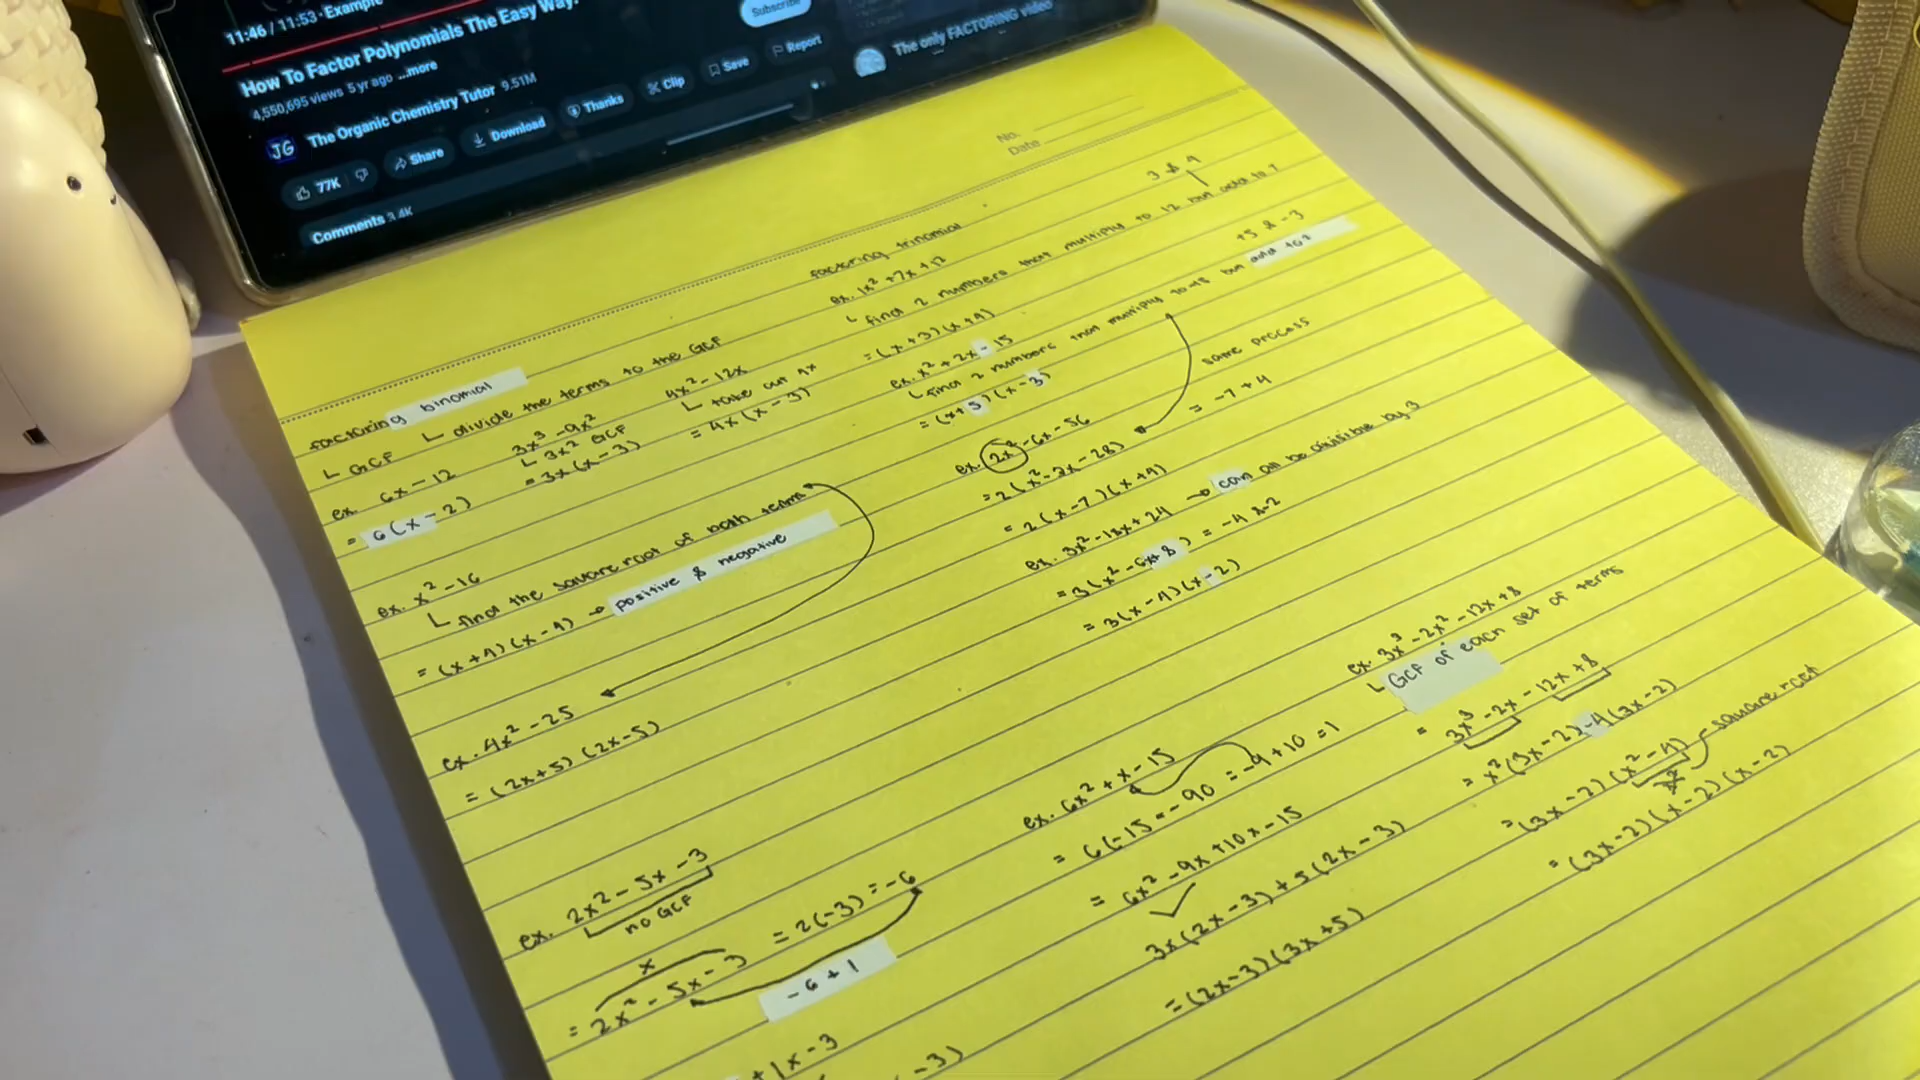 11:46 / 11:53 · Example
How To Factor Polynomials The Easy Way!
4,550,695 views 5 yr ago ...more
JG The Organic Chemistry Tutor 9.51M
Subscribe
77K Share Download Thanks Clip Save Report
Comments 3.4K
The only FACTORING video
No.
Date
factoring binomial
└ GCF └ divide the terms to the GCF
ex. 6x - 12
= 6(x - 2)
3x³ - 9x²
└ 3x² GCF
= 3x(x - 3)
4x² - 12x
└ take out 4x
= 4x(x - 3)
ex. x² - 16
└ find the square root of both terms
= (x+4)(x-4) → positive & negative
ex. 4x² - 25
= (2x+5)(2x-5)
ex. 2x² - 5x - 3
no GCF
x
= 2x² - 5x - 3 = 2(-3) = -6
-6 + 1
+1x - 3
- 3)
factoring trinomial
ex. 1x² + 7x + 12
3 & 4
└ find 2 numbers that multiply to 12 but add to 7
= (x+3)(x+4)
ex. x² + 2x - 15
+5 & -3
└ find 2 numbers that multiply to -15 but add to 2
= (x+5)(x-3)
same process
ex. 2x² - 6x - 56
= 2(x² - 3x - 28) = -7 + 4
= 2(x-7)(x+4)
ex. 3x² - 18x + 24 → can all be divisible by 3
= 3(x² - 6x + 8) = -4 & -2
= 3(x-4)(x-2)
ex. 6x² + x - 15
= 6(-15 = -90 = -9 + 10 = 1
= 6x² - 9x + 10x - 15
3x(2x-3) + 5(2x-3)
= (2x-3)(3x+5)
ex. 3x³ - 2x² - 12x + 8
└ GCF of each set of terms
= 3x³ - 2x - 12x + 8
= x²(3x-2) - 4(3x-2)
= (3x-2)(x²-4) square root
= (3x-2)(x-2)(x-2)